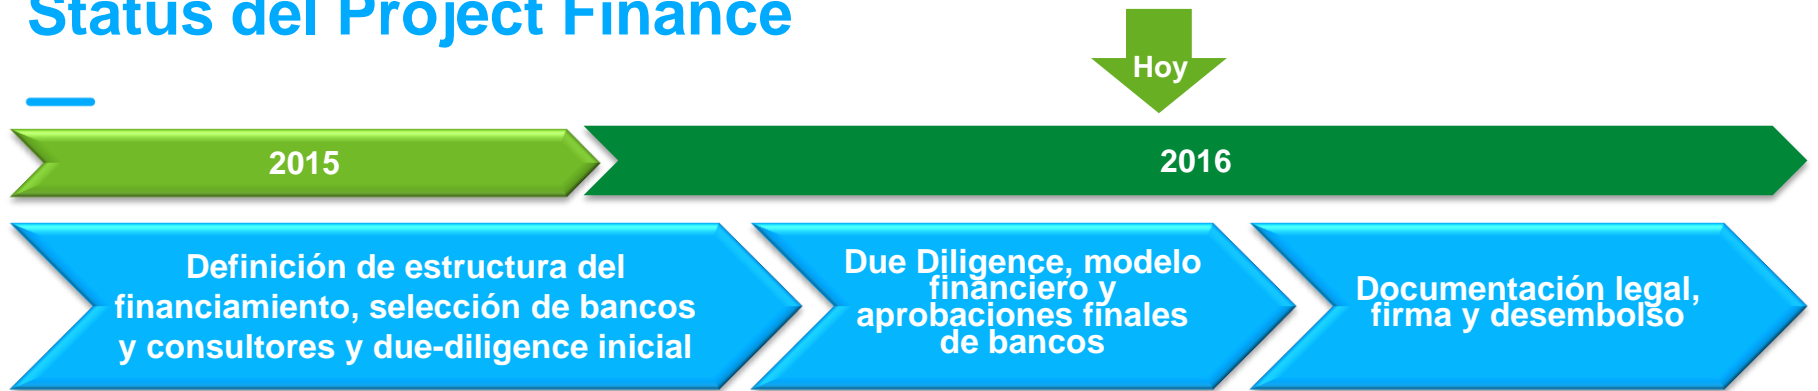 Status del Project Finance
Hoy
2015
2016
Definición de estructura del
financiamiento, selección de bancos
y consultores y due-diligence inicial
Due Diligence, modelo
financiero y
aprobaciones finales
de bancos
Documentación legal,
firma y desembolso